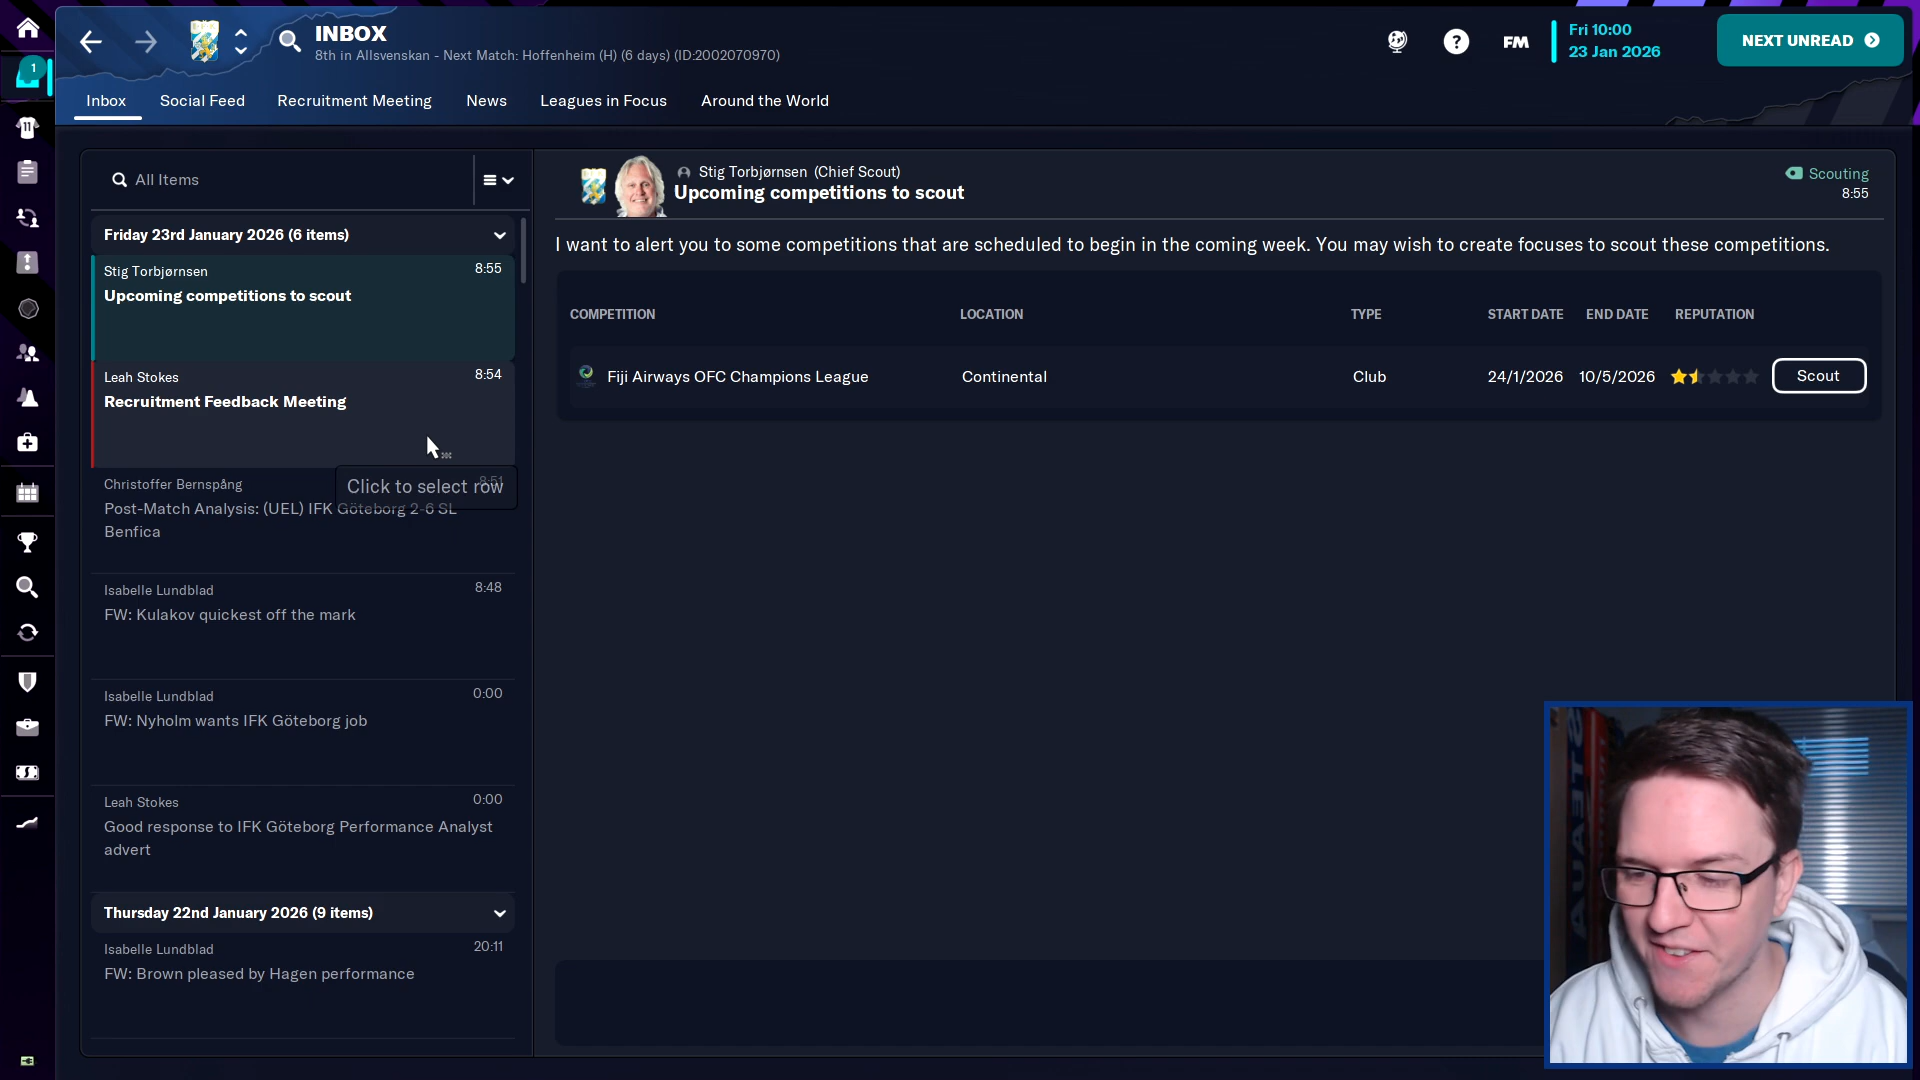 INBOX
8th in Allsvenskan - Next Match: Hoffenheim (H) (6 days) (ID:2002070970)
FM
Fri 10:00
23 Jan 2026
NEXT UNREAD
1
11
Inbox
Social Feed
Recruitment Meeting
News
Leagues in Focus
Around the World
All Items
Friday 23rd January 2026 (6 items)
Stig Torbjørnsen
8:55
Upcoming competitions to scout
Leah Stokes
8:54
Recruitment Feedback Meeting
Christoffer Bernspång
8:51
Click to select row
Post-Match Analysis: (UEL) IFK Göteborg 2-6 SL
Benfica
Isabelle Lundblad
8:48
FW: Kulakov quickest off the mark
Isabelle Lundblad
0:00
FW: Nyholm wants IFK Göteborg job
Leah Stokes
0:00
Good response to IFK Göteborg Performance Analyst
advert
Thursday 22nd January 2026 (9 items)
Isabelle Lundblad
20:11
FW: Brown pleased by Hagen performance
Stig Torbjørnsen (Chief Scout)
Upcoming competitions to scout
Scouting
8:55
I want to alert you to some competitions that are scheduled to begin in the coming week. You may wish to create focuses to scout these competitions.
COMPETITION
LOCATION
TYPE
START DATE
END DATE
REPUTATION
Fiji Airways OFC Champions League
Continental
Club
24/1/2026
10/5/2026
Scout